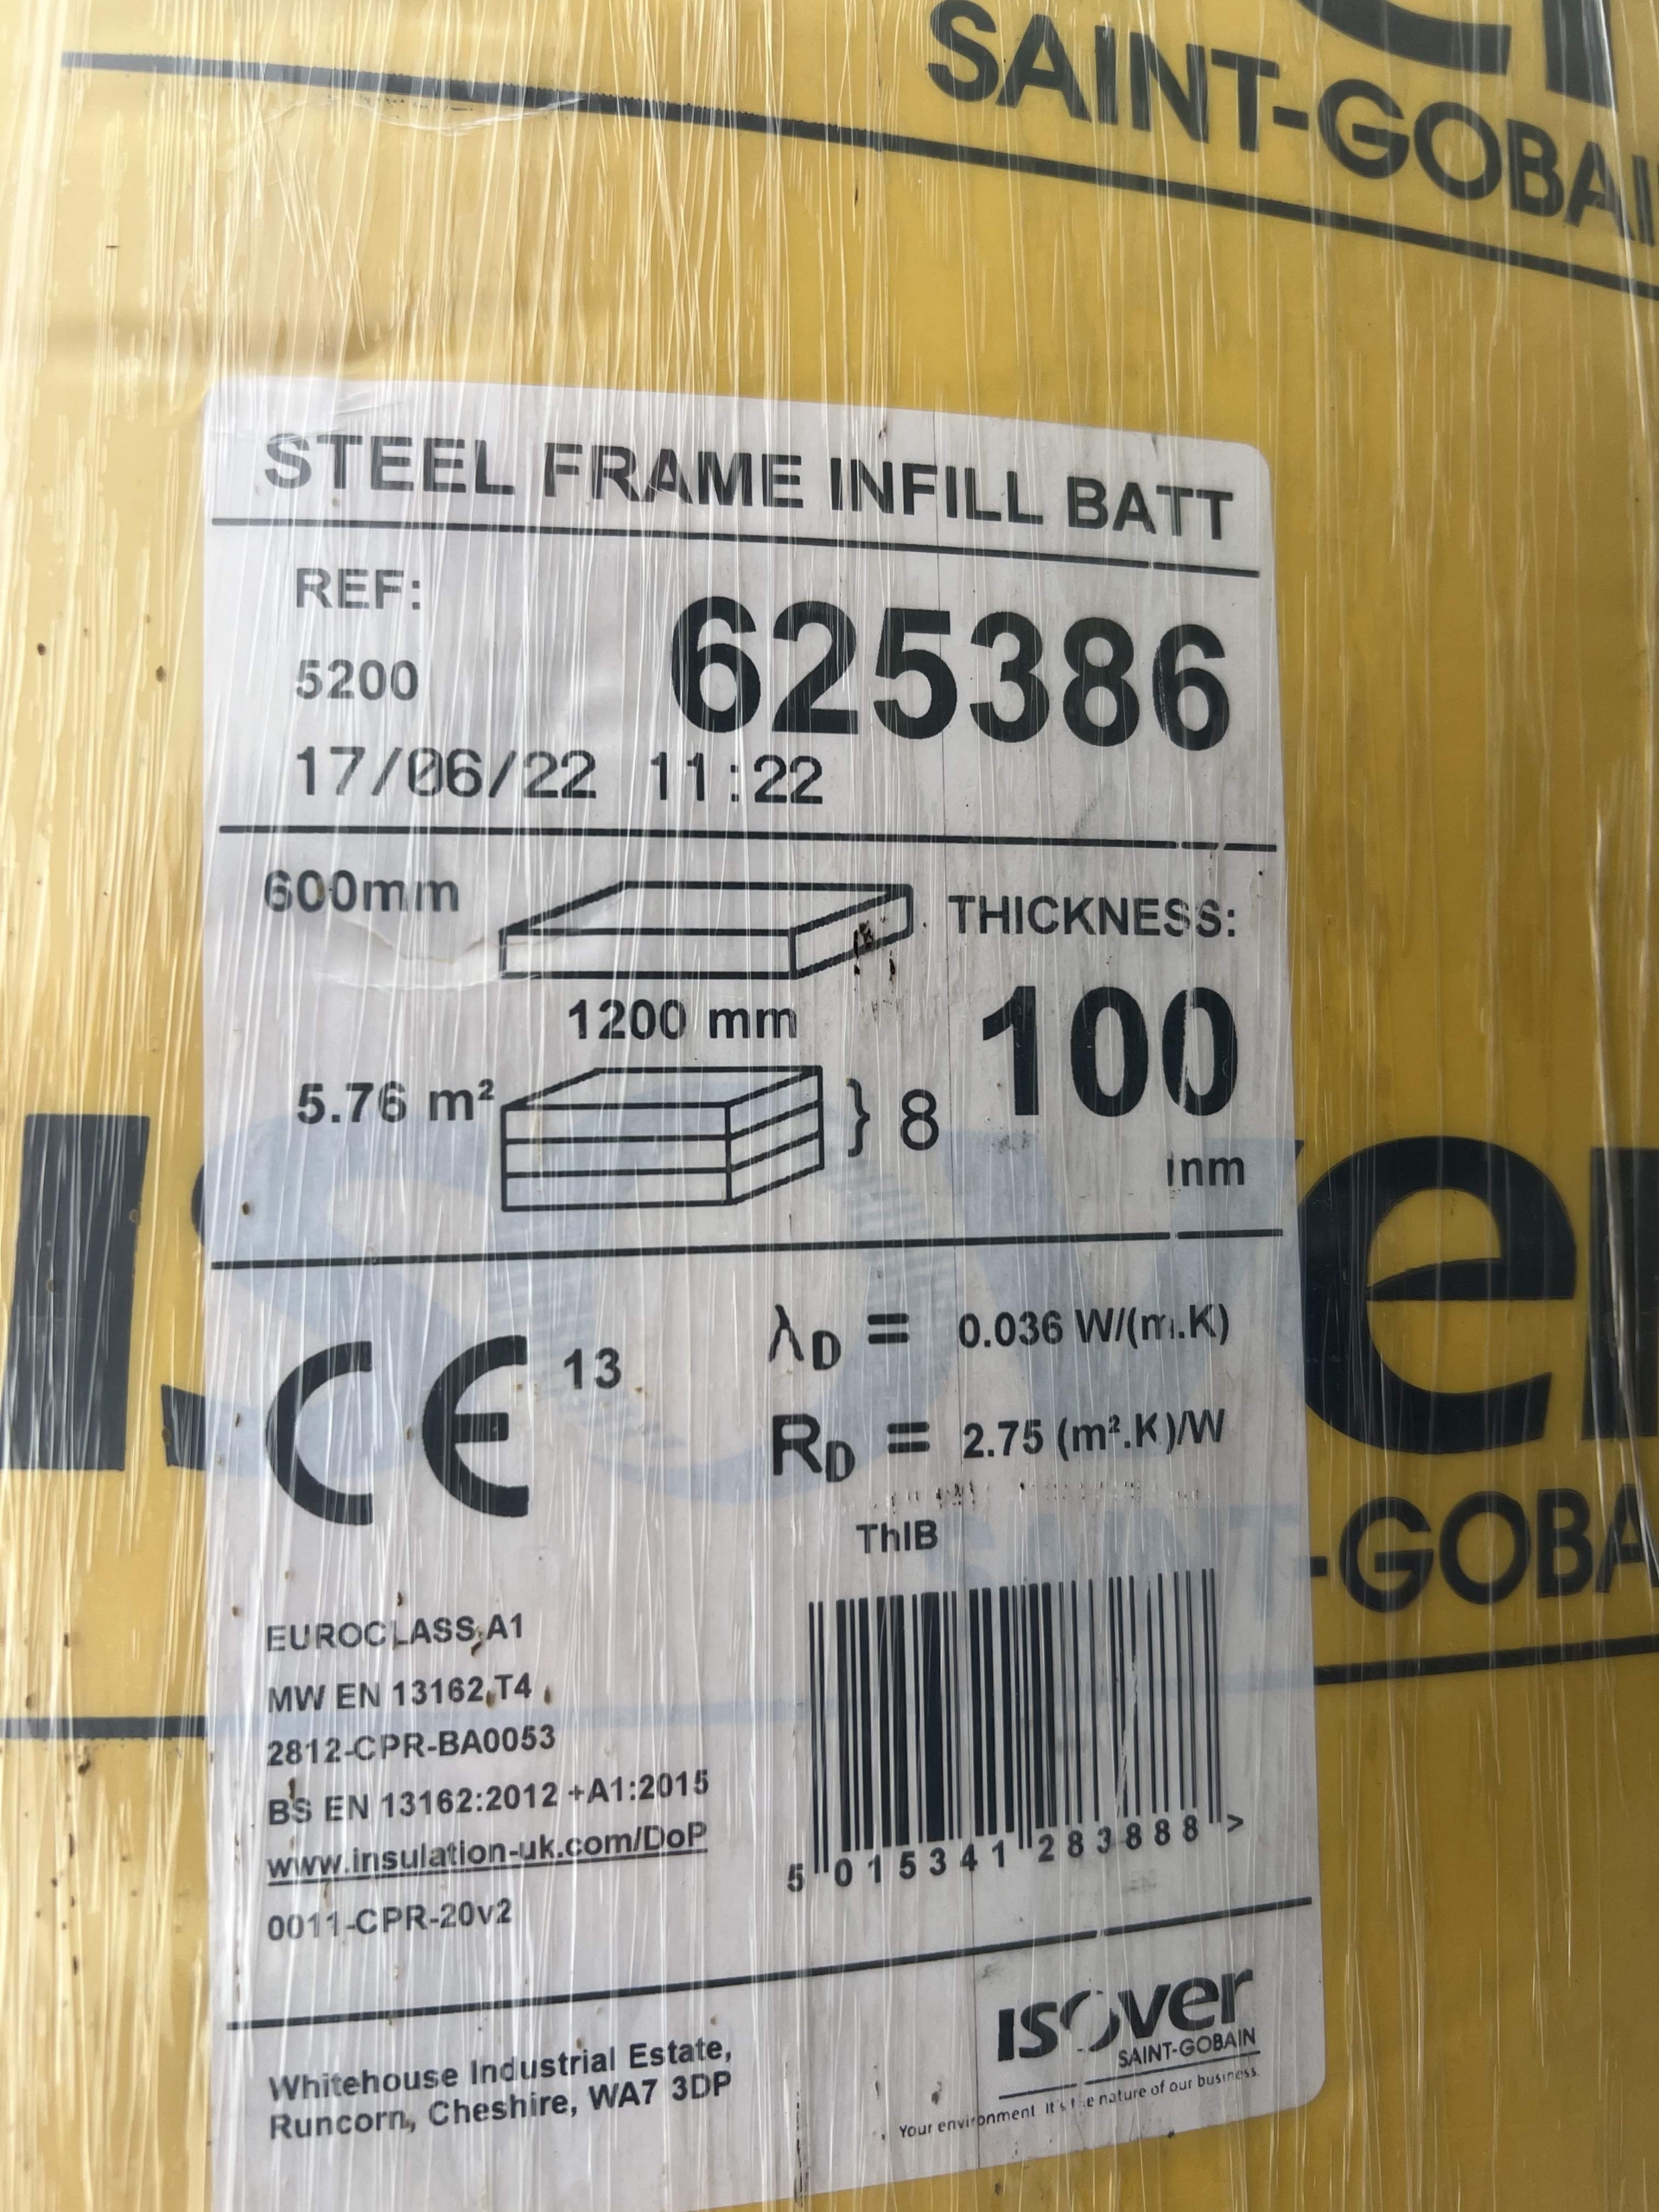 SAINT-GOBAI
STEEL FRAME INFILL BATT
REF:
5200
625386
17/06/22 11:22
600mm
1200 mm
THICKNESS:
100
mm
5.76 m²
} 8
CE 13
λD = 0.036 W/(m.K)
RD = 2.75 (m².K)/W
ThIB
EUROCLASS A1
MW EN 13162,T4
2812-CPR-BA0053
BS EN 13162:2012 +A1:2015
www.insulation-uk.com/DoP
0011-CPR-20v2
5 015341 283888 >
Whitehouse Industrial Estate,
Runcorn, Cheshire, WA7 3DP
isover
SAINT-GOBAIN
Your environment. It's the nature of our business.
isover
-GOBA